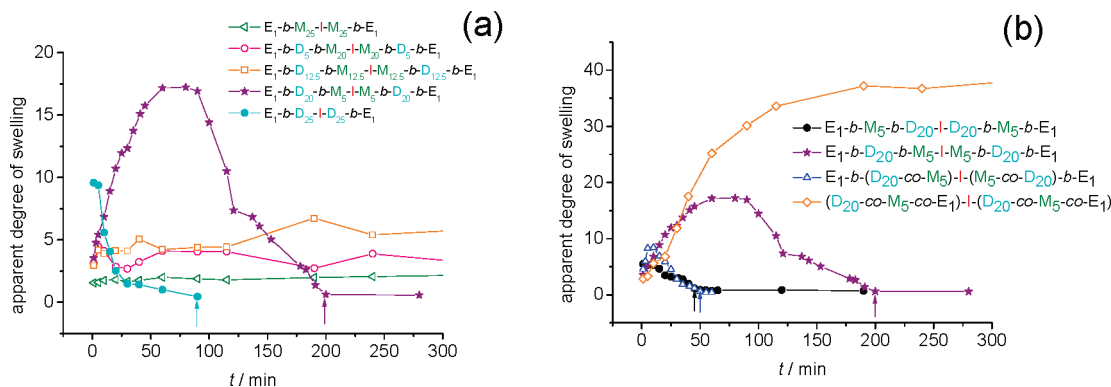 (a)
E₁-b-M₂₅-I-M₂₅-b-E₁
E₁-b-D₅-b-M₂₀-I-M₂₀-b-D₅-b-E₁
E₁-b-D₁₂.₅-b-M₁₂.₅-I-M₁₂.₅-b-D₁₂.₅-b-E₁
E₁-b-D₂₀-b-M₅-I-M₅-b-D₂₀-b-E₁
E₁-b-D₂₅-I-D₂₅-b-E₁
apparent degree of swelling
20
15
10
5
0
0 50 100 150 200 250 300
t / min
(b)
E₁-b-M₅-b-D₂₀-I-D₂₀-b-M₅-b-E₁
E₁-b-D₂₀-b-M₅-I-M₅-b-D₂₀-b-E₁
E₁-b-(D₂₀-co-M₅)-I-(M₅-co-D₂₀)-b-E₁
(D₂₀-co-M₅-co-E₁)-I-(D₂₀-co-M₅-co-E₁)
apparent degree of swelling
40
30
20
10
0
0 50 100 150 200 250 300
t / min